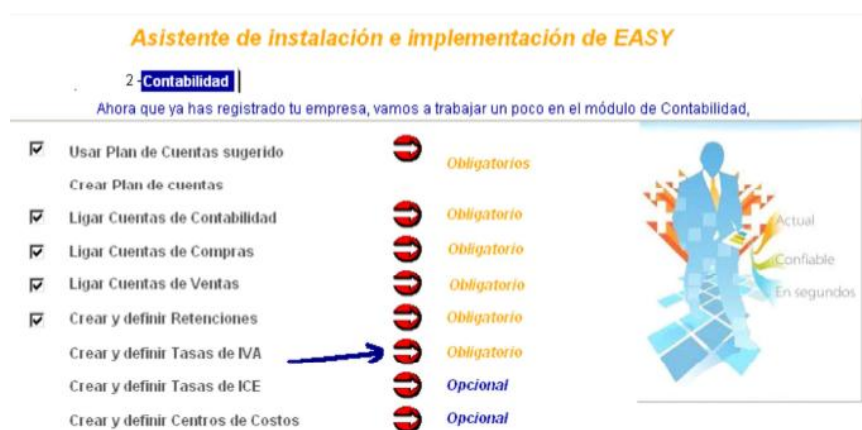 Asistente de instalación e implementación de EASY
2 -Contabilidad
Ahora que ya has registrado tu empresa, vamos a trabajar un poco en el módulo de Contabilidad,
Usar Plan de Cuentas sugerido
Obligatorios
Crear Plan de cuentas
Ligar Cuentas de Contabilidad Obligatorio
Ligar Cuentas de Compras Obligatorio
Ligar Cuentas de Ventas Obligatorio
Crear y definir Retenciones Obligatorio
Crear y definir Tasas de IVA Obligatorio
Crear y definir Tasas de ICE Opcional
Crear y definir Centros de Costos Opcional
Actual
Confiable
En segundos